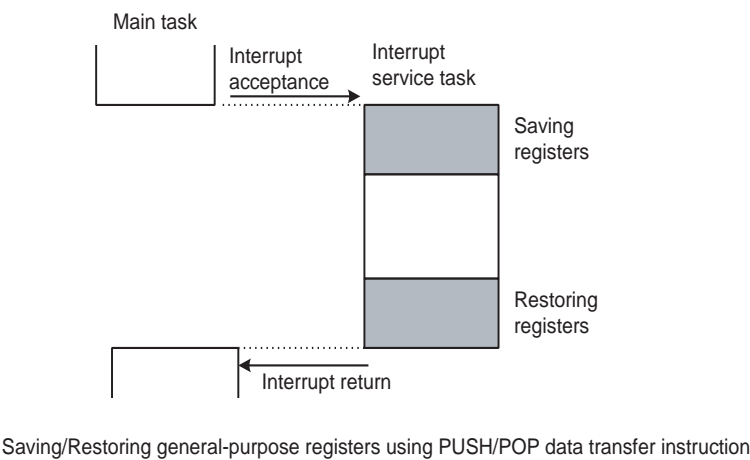 Main task
Interrupt
acceptance
Interrupt
service task
Saving
registers
Restoring
registers
Interrupt return
Saving/Restoring general-purpose registers using PUSH/POP data transfer instruction